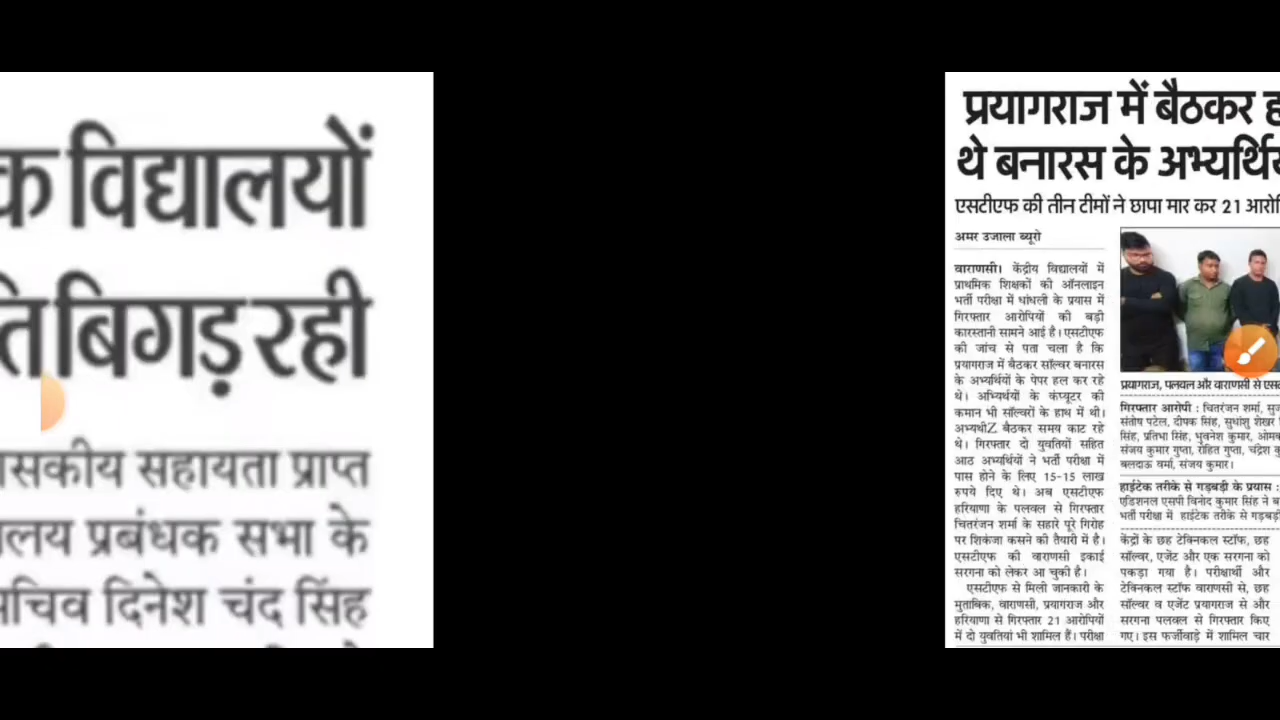 क विद्यालयों
बिगड़ रही
सकीय सहायता प्राप्त
प्रबंधक सभा के
दिनेश चंद सिंह
प्रयागराज में बैठकर
थे बनारस के
एसटीएफ की तीन टीमों ने छापा मार कर 21
अमर उजाला ब्यूरो
वाराणसी। केंद्रीय विद्यालयों में
प्राथमिक शिक्षकों की ऑनलाइन
भर्ती परीक्षा में धांधली के प्रयास में
गिरफ्तार आरोपियों की बड़ी
कारस्तानी सामने आई है। एसटीएफ
की जांच से पता चला है कि
प्रयागराज में बैठकर सॉल्वर बनारस
के अभ्यर्थियों के पेपर हल कर रहे
थे। अभ्यिर्थयों के कंप्यूटर की
कमान भी सॉल्वरों के हाथ में थी।
अभ्यथीZ बैठकर समय काट रहे
थे। गिरफ्तार दो युवतियों सहित
आठ अभ्यर्थियों ने भर्ती परीक्षा में
पास होने के लिए 15-15 लाख
रुपये दिए थे। अब एसटीएफ
हरियाणा के पलवल से गिरफ्तार
चितरंजन शर्मा के सहारे पूरे गिरोह
पर शिकंजा कसने की तैयारी में है।
एसटीएफ की वाराणसी इकाई
सरगना को लेकर आ चुकी है।
एसटीएफ से मिली जानकारी के
मुताबिक, वाराणसी, प्रयागराज और
हरियाणा से गिरफ्तार 21 आरोपियों
में दो युवतियां भी शामिल हैं। परीक्षा
प्रयागराज, पलवल और वाराणसी से
गिरफ्तार आरोपी : चितरंजन शर्मा,
संतोष पटेल, दीपक सिंह, सुधांशु शेखर
सिंह, प्रतिभा सिंह, भुवनेश कुमार,
संजय कुमार गुप्ता, रोहित गुप्ता, चंद्रेश
बलदाऊ वर्मा, संजय कुमार।
हाईटेक तरीके से गड़बड़ी के प्रयास :
एडिशनल एसपी विनोद कुमार सिंह ने
भर्ती परीक्षा में हाईटेक तरीके से
केंद्रों के छह टेक्निकल स्टॉफ, छह
सॉल्वर, एजेंट और एक सरगना को
पकड़ा गया है। परीक्षार्थी और
टेक्निकल स्टॉफ वाराणसी से, छह
सॉल्वर व एजेंट प्रयागराज से और
सरगना पलवल से गिरफ्तार किए
गए। इस फर्जीवाड़े में शामिल चार